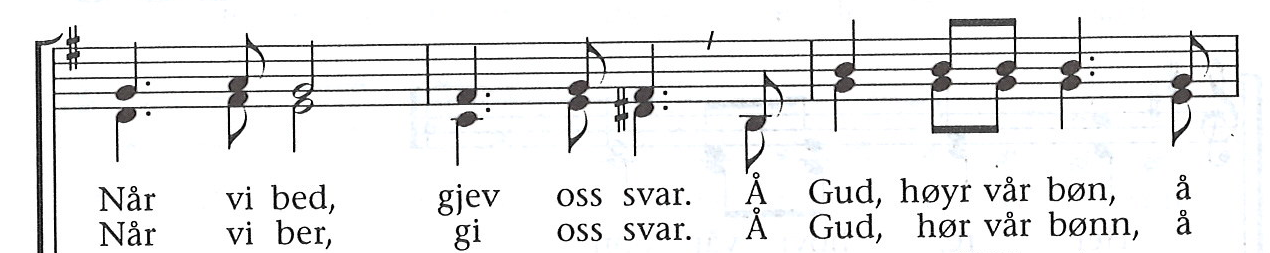 Når vi bed, gjev oss svar. Å Gud, høyr vår bøn, å
Når vi ber, gi oss svar. Å Gud, hør vår bønn, å